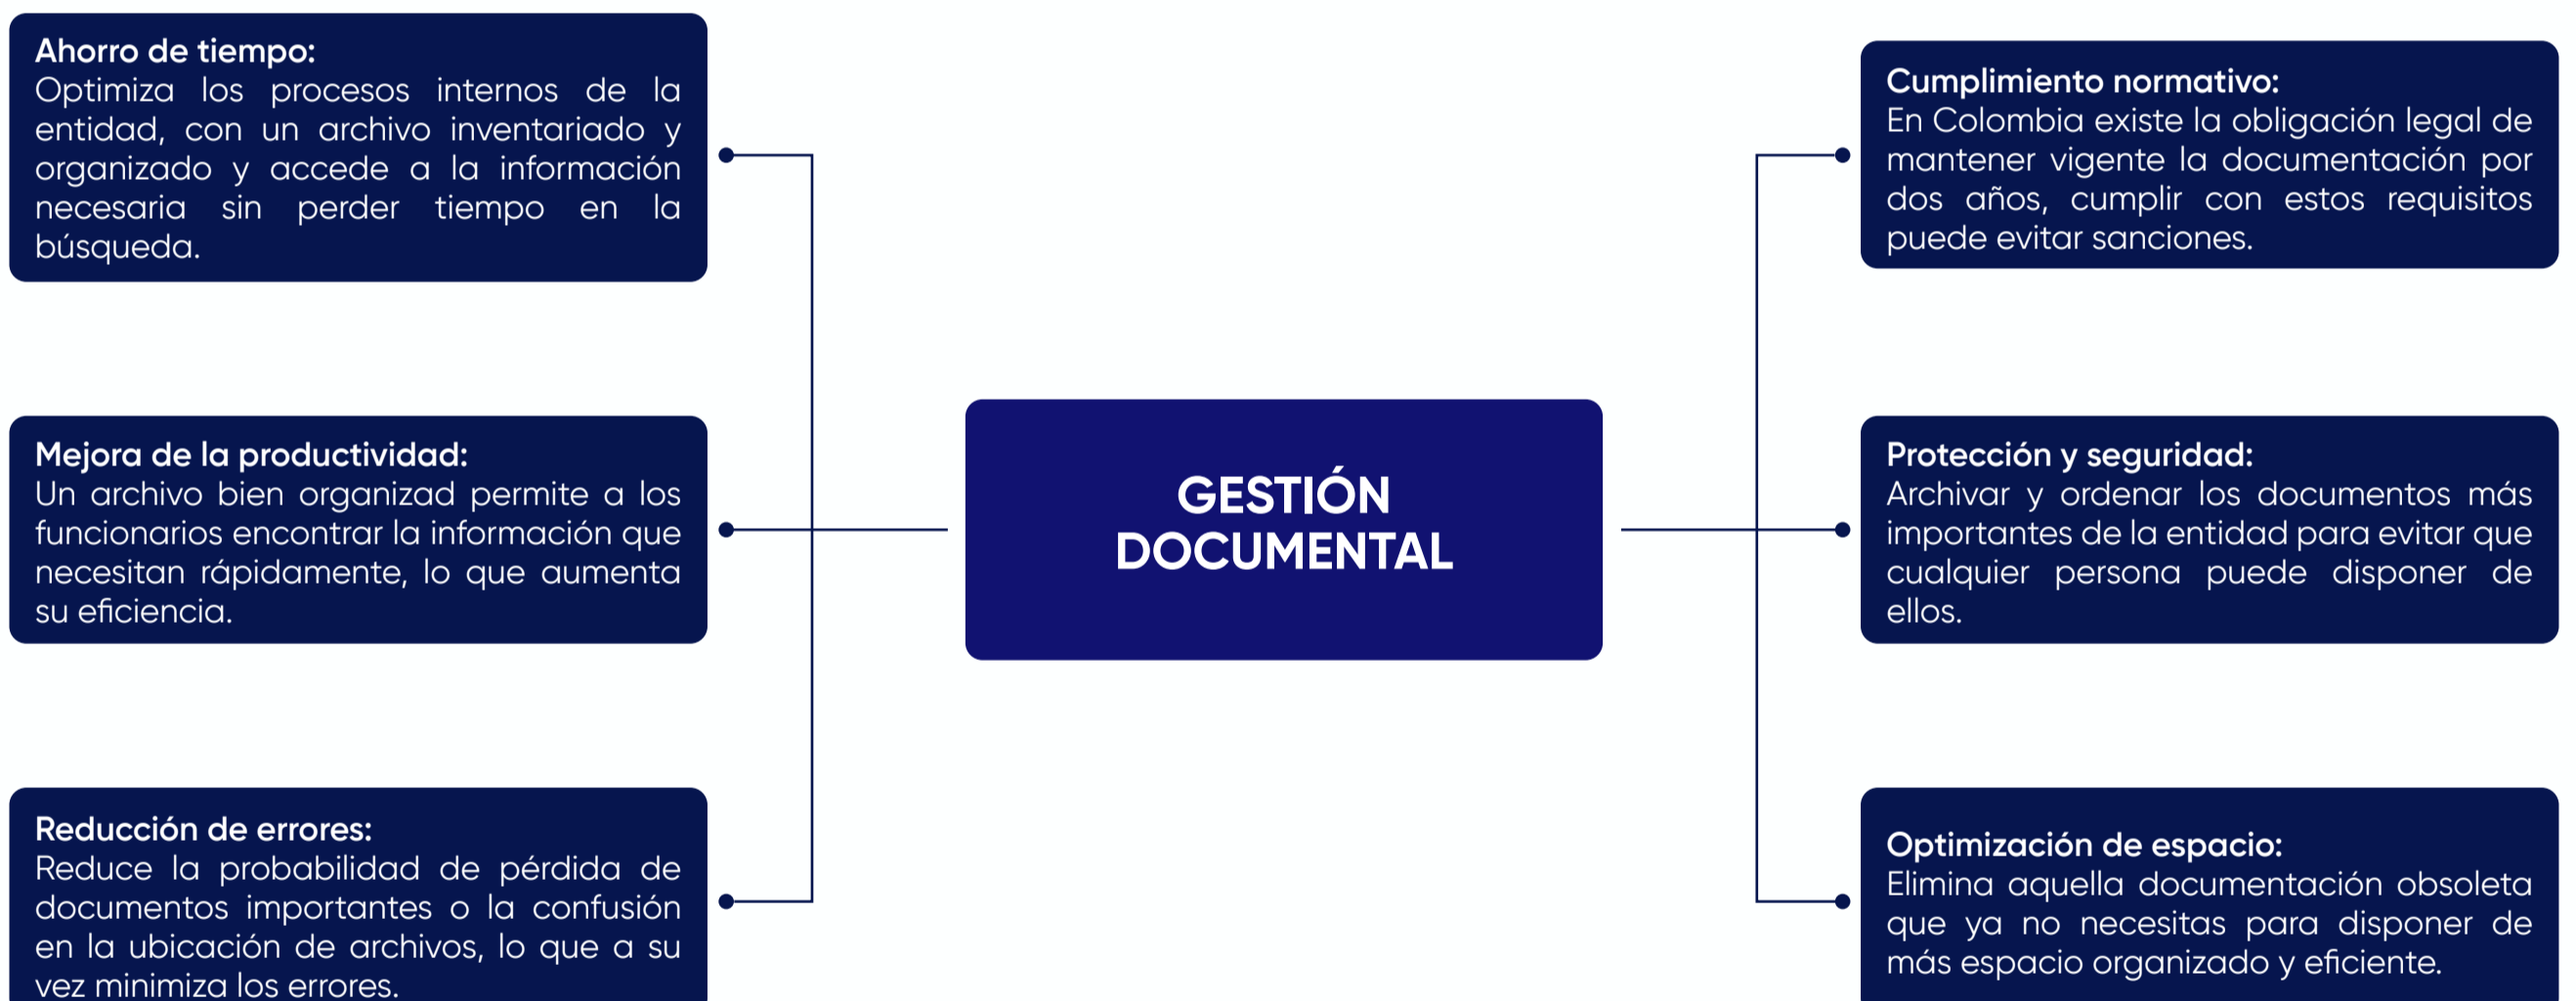 Ahorro de tiempo:
Optimiza los procesos internos de la
entidad, con un archivo inventariado y
organizado y accede a la información
necesaria sin perder tiempo en la
búsqueda.
Mejora de la productividad:
Un archivo bien organizad permite a los
funcionarios encontrar la información que
necesitan rápidamente, lo que aumenta
su eficiencia.
Reducción de errores:
Reduce la probabilidad de pérdida de
documentos importantes o la confusión
en la ubicación de archivos, lo que a su
vez minimiza los errores.
GESTIÓN
DOCUMENTAL
Cumplimiento normativo:
En Colombia existe la obligación legal de
mantener vigente la documentación por
dos años, cumplir con estos requisitos
puede evitar sanciones.
Protección y seguridad:
Archivar y ordenar los documentos más
importantes de la entidad para evitar que
cualquier persona puede disponer de
ellos.
Optimización de espacio:
Elimina aquella documentación obsoleta
que ya no necesitas para disponer de
más espacio organizado y eficiente.